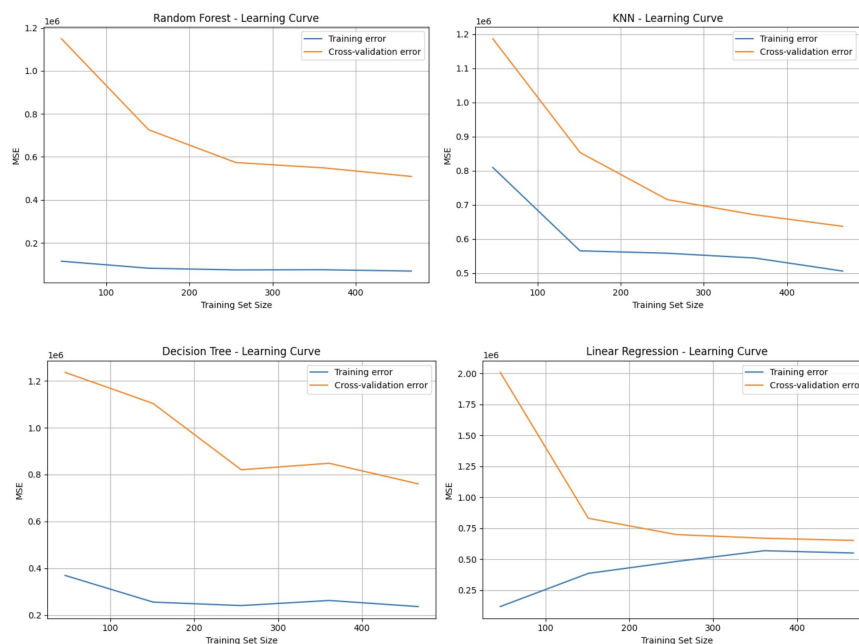 Random Forest - Learning Curve
1e6
Training error
Cross-validation error
1.2
1.0
0.8
0.6
0.4
0.2
MSE
100 200 300 400
Training Set Size
KNN - Learning Curve
1e6
Training error
Cross-validation error
1.2
1.1
1.0
0.9
0.8
0.7
0.6
0.5
MSE
100 200 300 400
Training Set Size
Decision Tree - Learning Curve
1e6
Training error
Cross-validation error
1.2
1.0
0.8
0.6
0.4
0.2
MSE
100 200 300 400
Training Set Size
Linear Regression - Learning Curve
1e6
Training error
Cross-validation error
2.00
1.75
1.50
1.25
1.00
0.75
0.50
0.25
MSE
100 200 300 400
Training Set Size